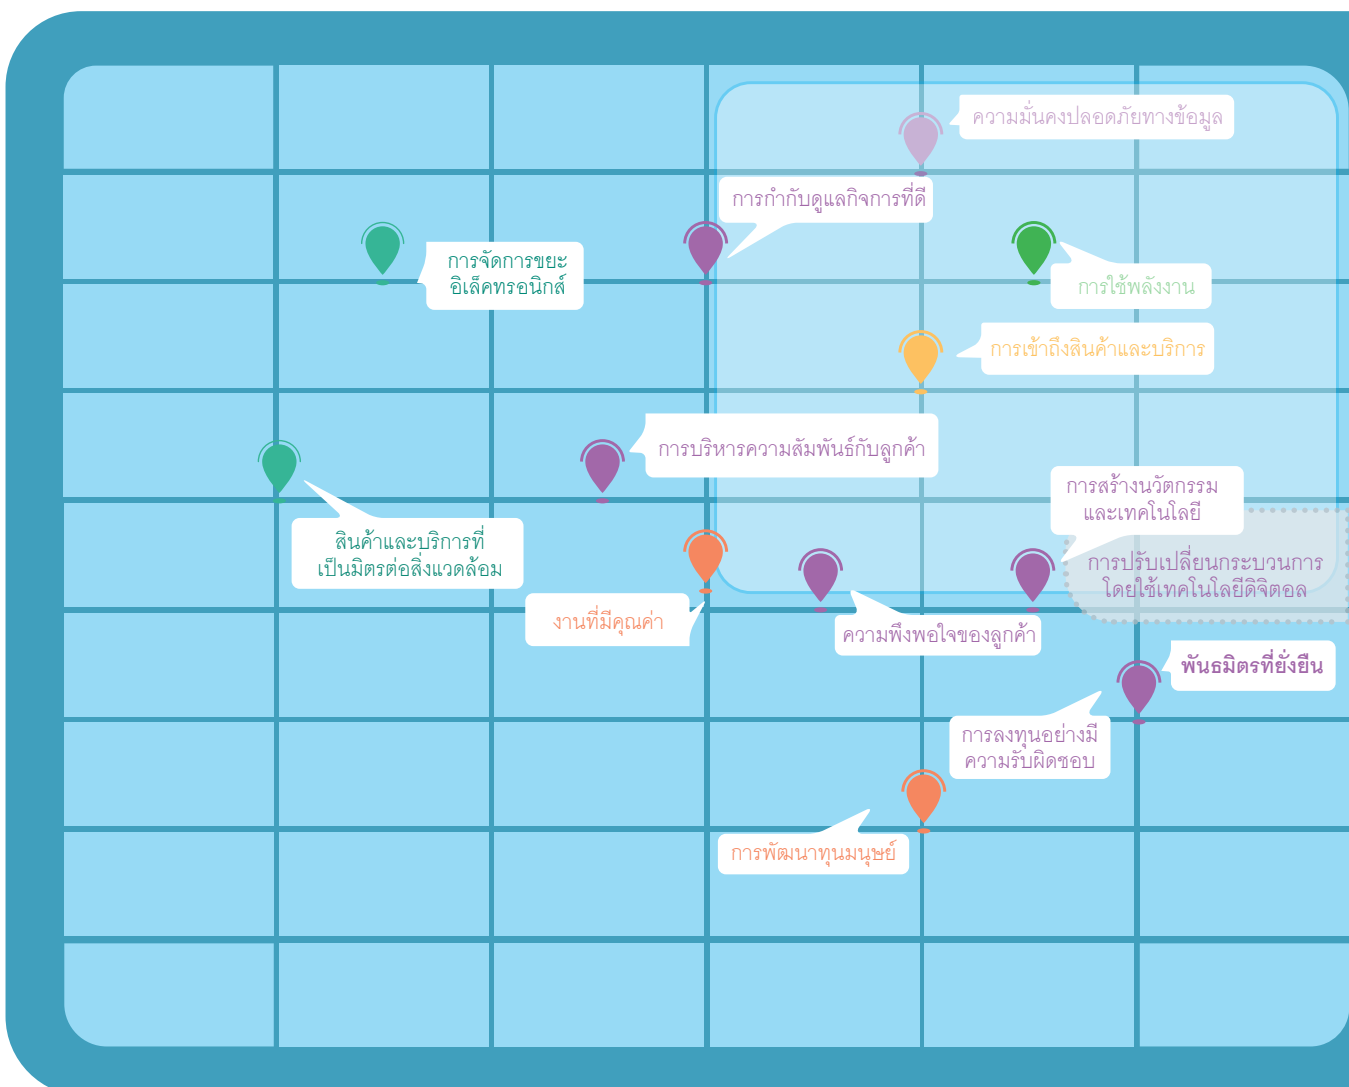 ความมั่นคงปลอดภัยทางข้อมูล
การกำกับดูแลกิจการที่ดี
การจัดการขยะ
อิเล็คทรอนิกส์
การใช้พลังงาน
การเข้าถึงสินค้าและบริการ
การบริหารความสัมพันธ์กับลูกค้า
การสร้างนวัตกรรม
และเทคโนโลยี
สินค้าและบริการที่
เป็นมิตรต่อสิ่งแวดล้อม
การปรับเปลี่ยนกระบวนการ
โดยใช้เทคโนโลยีดิจิตอล
งานที่มีคุณค่า
ความพึงพอใจของลูกค้า
พันธมิตรที่ยั่งยืน
การลงทุนอย่างมี
ความรับผิดชอบ
การพัฒนาทุนมนุษย์